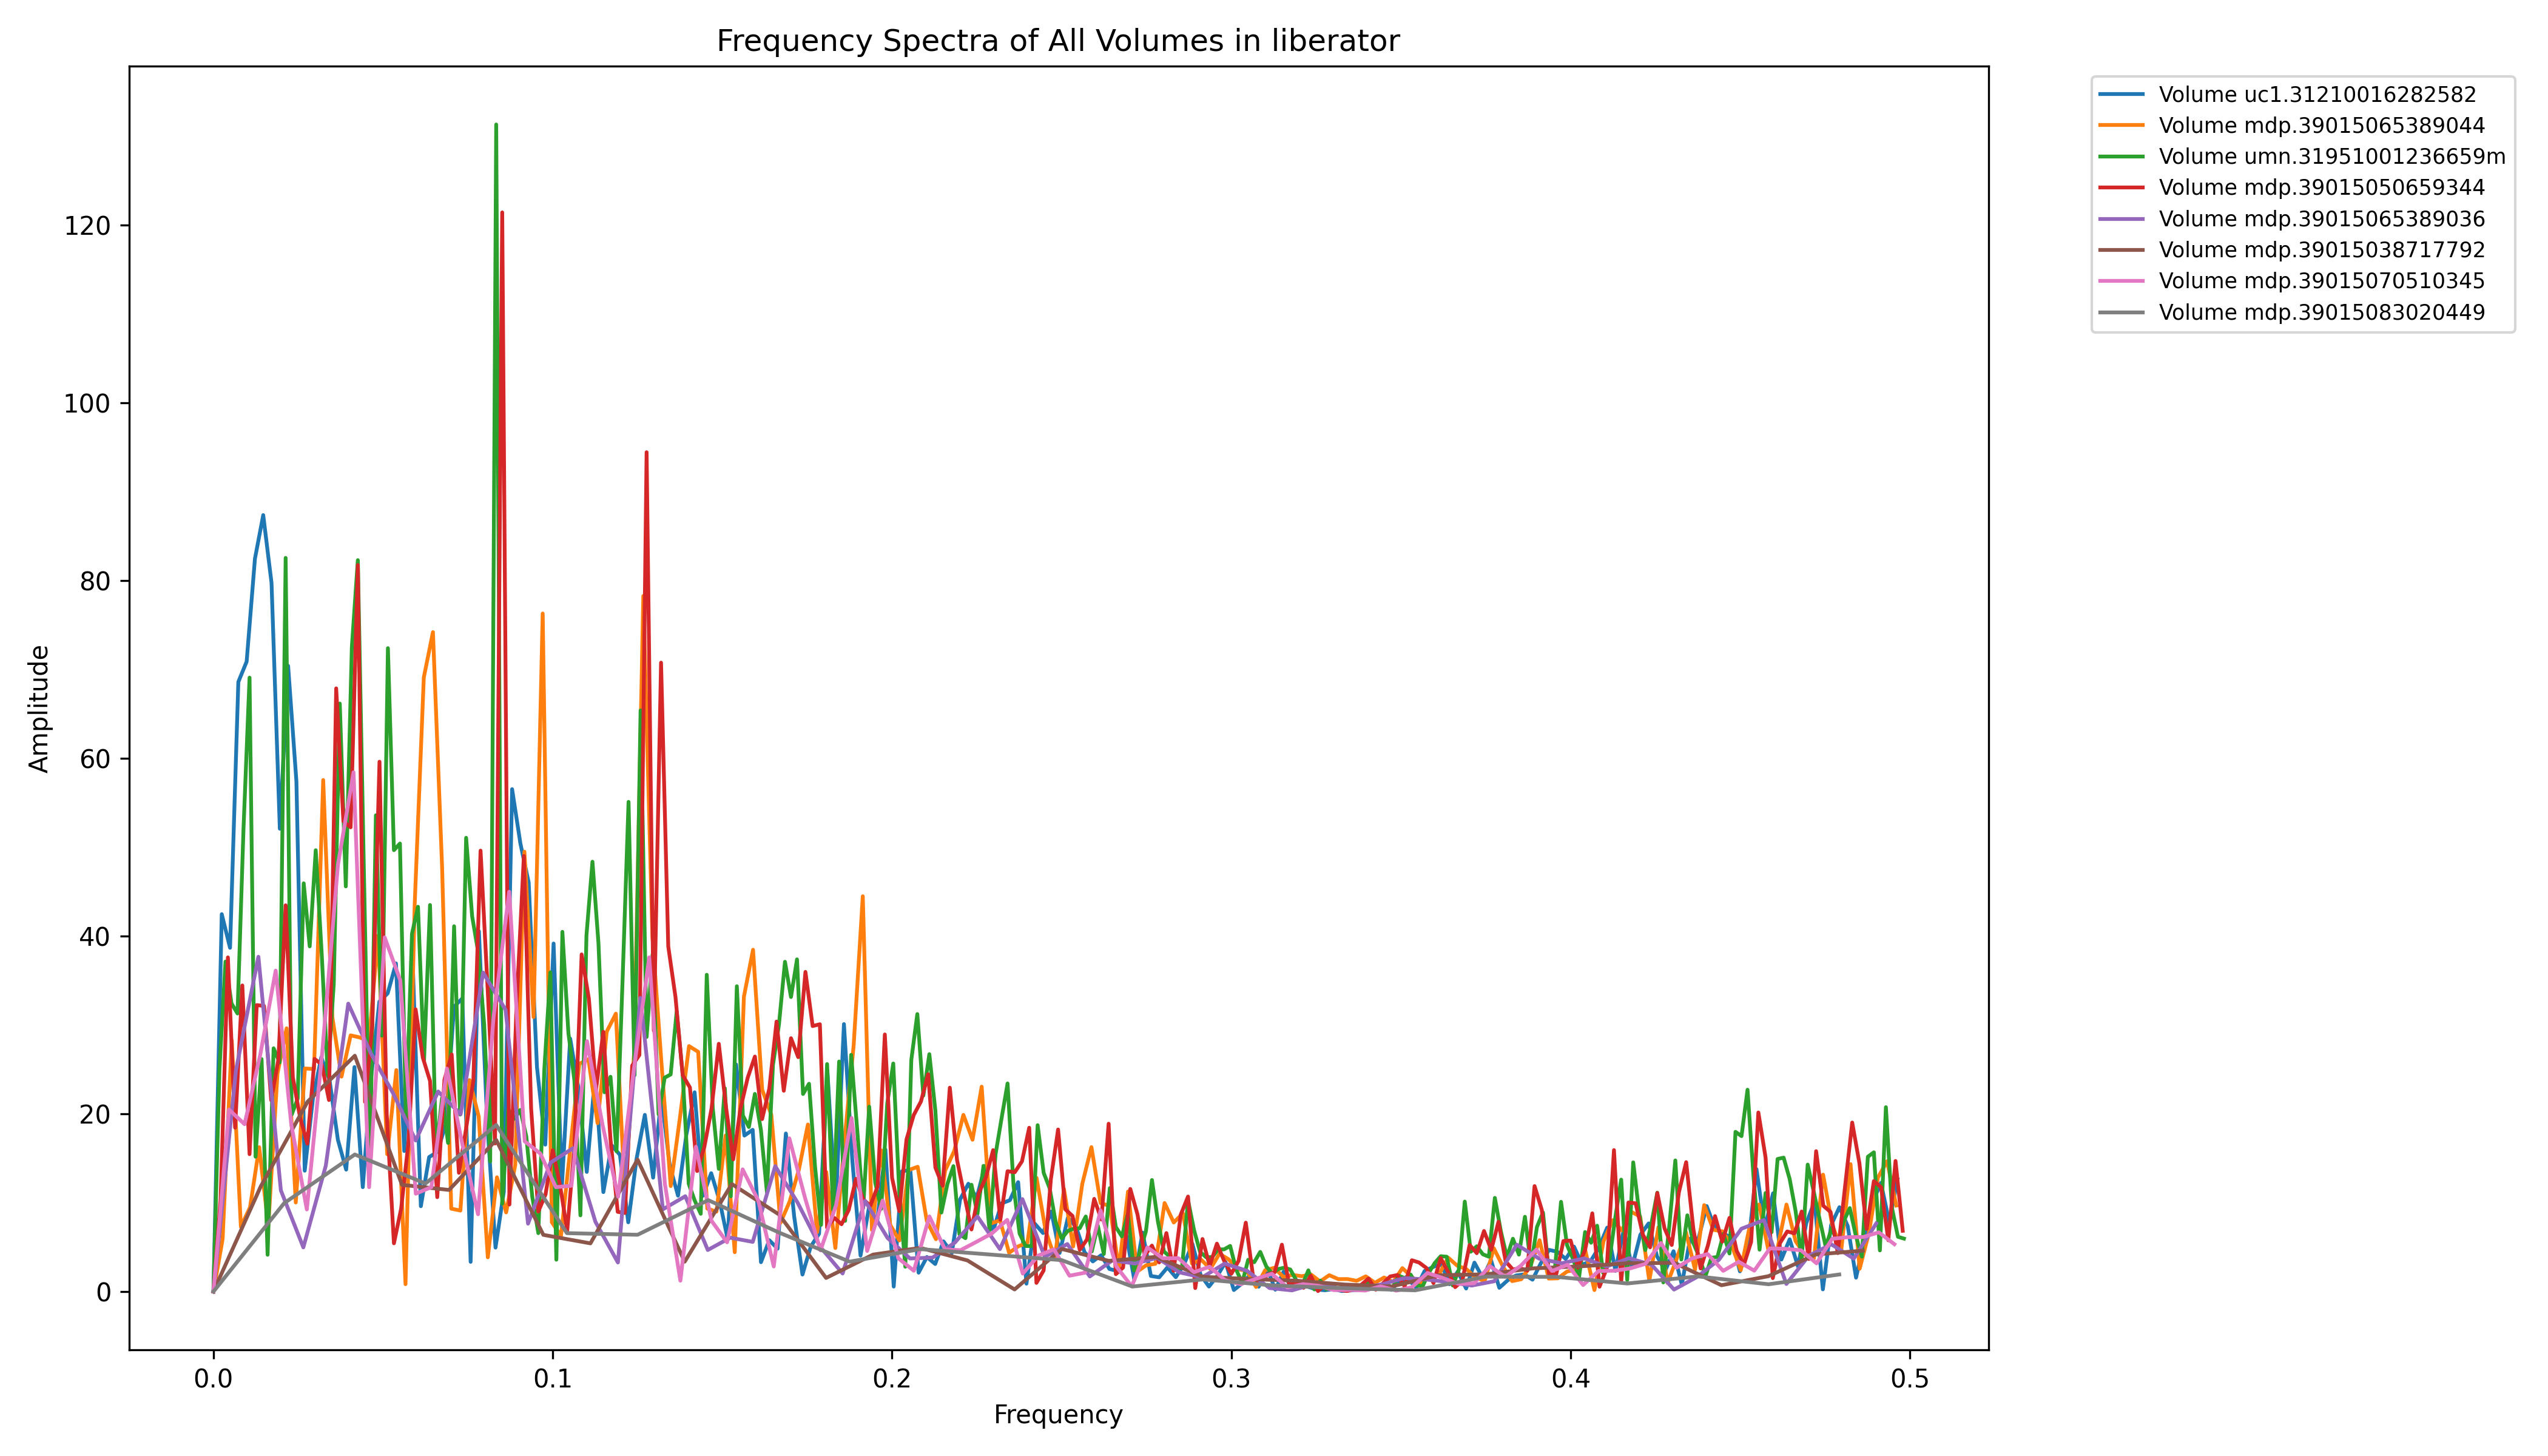 Frequency Spectra of All Volumes in liberator
Volume uc1.31210016282582
Volume mdp.39015065389044
Volume umn.31951001236659m
Volume mdp.39015050659344
Volume mdp.39015065389036
Volume mdp.39015038717792
Volume mdp.39015070510345
Volume mdp.39015083020449
Amplitude
120
100
80
60
40
20
0
0.0 0.1 0.2 0.3 0.4 0.5
Frequency